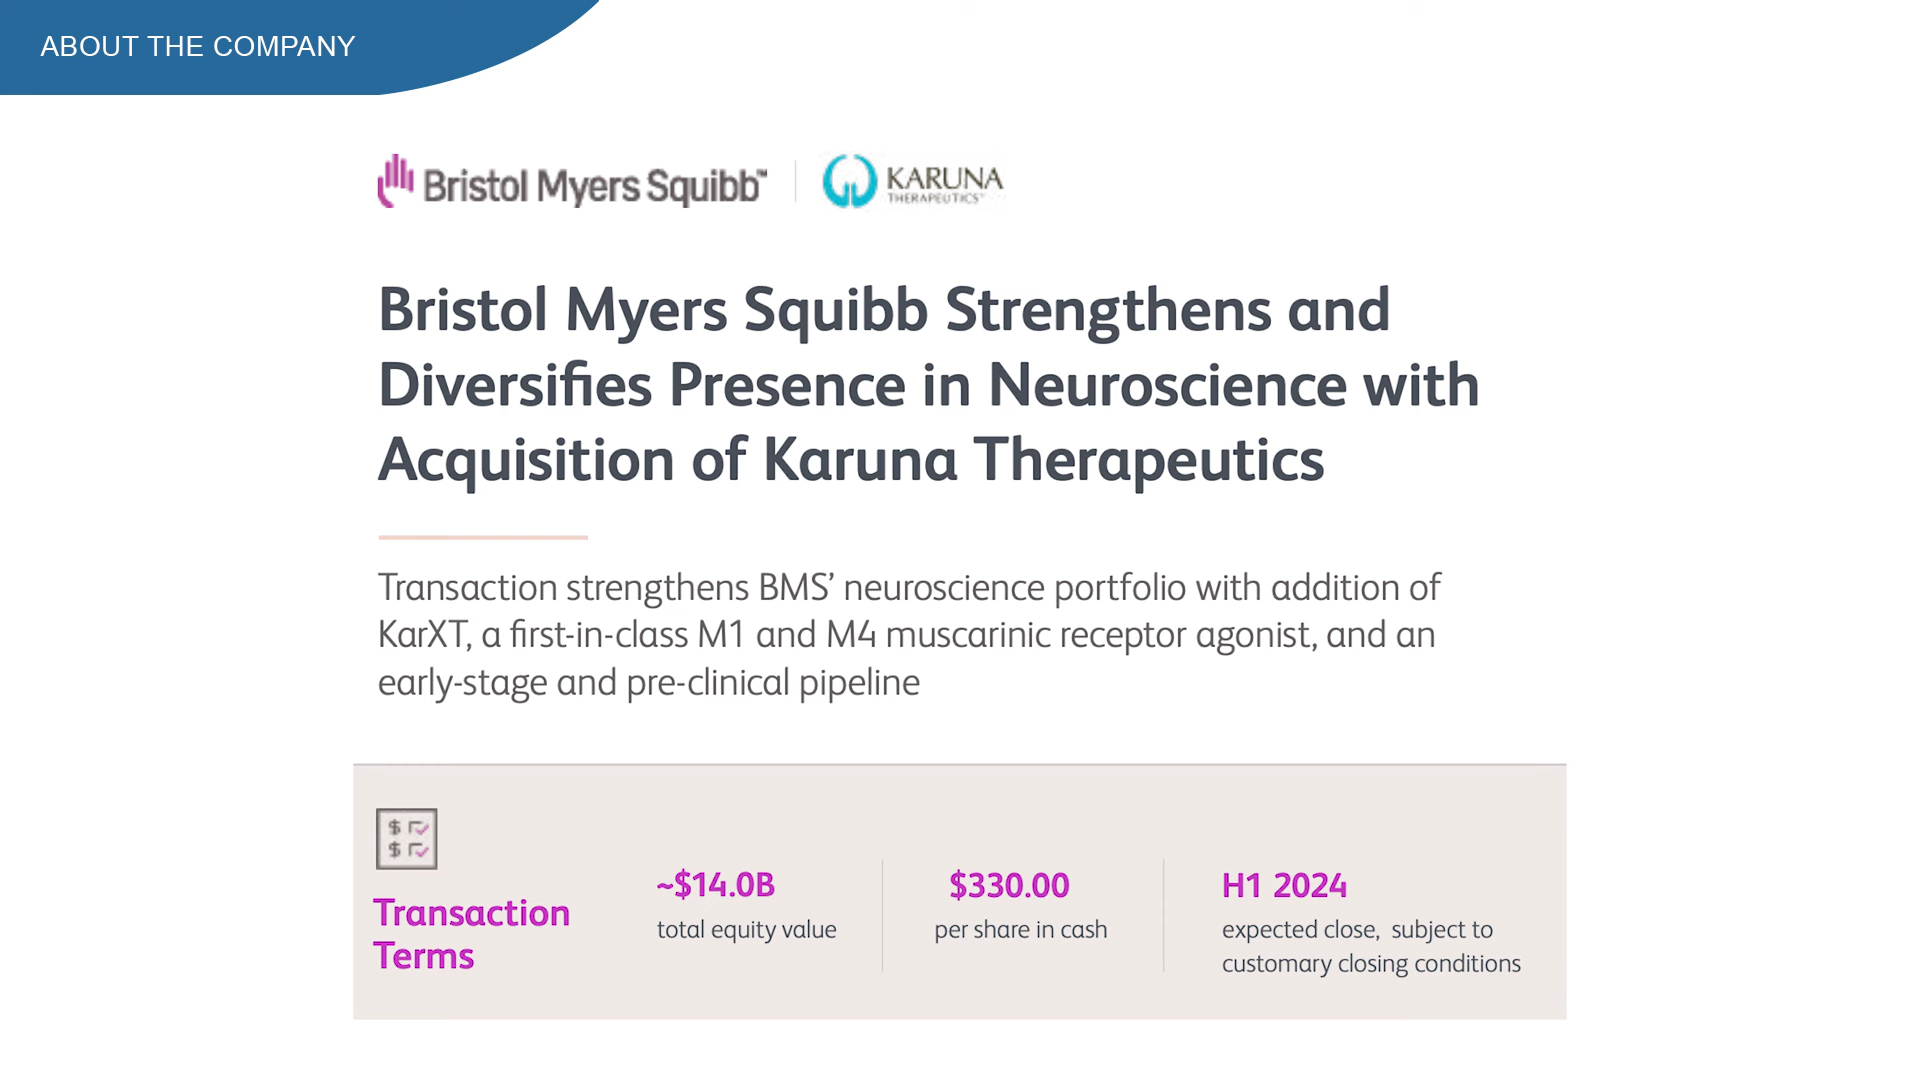 ABOUT THE COMPANY
Bristol Myers Squibb™
KARUNA
THERAPEUTICS™
Bristol Myers Squibb Strengthens and
Diversifies Presence in Neuroscience with
Acquisition of Karuna Therapeutics
Transaction strengthens BMS’ neuroscience portfolio with addition of
KarXT, a first-in-class M1 and M4 muscarinic receptor agonist, and an
early-stage and pre-clinical pipeline
$
$
Transaction
Terms
~$14.0B
total equity value
$330.00
per share in cash
H1 2024
expected close, subject to
customary closing conditions